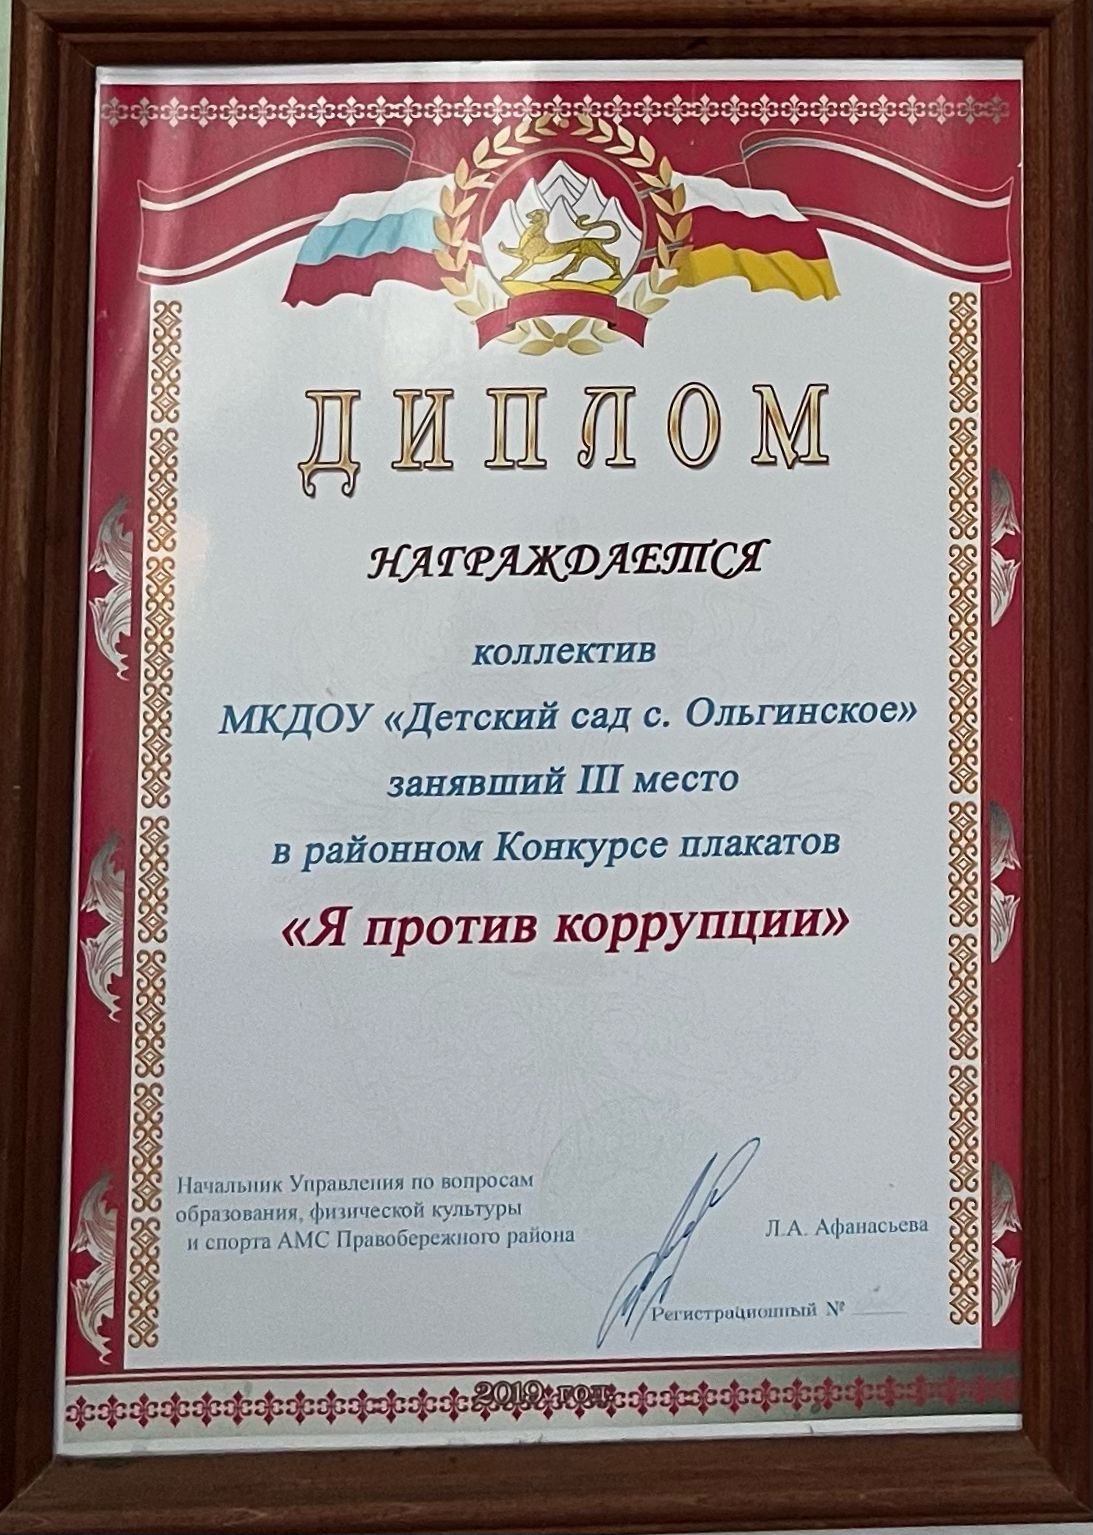 ДИПЛОМ
НАГРАЖДАЕТСЯ
коллектив
МКДОУ «Детский сад с. Ольгинское»
занявший III место
в районном Конкурсе плакатов
«Я против коррупции»
Начальник Управления по вопросам
образования, физической культуры
и спорта АМС Правобережного района
Л.А. Афанасьева
Регистрационный №
2019 год